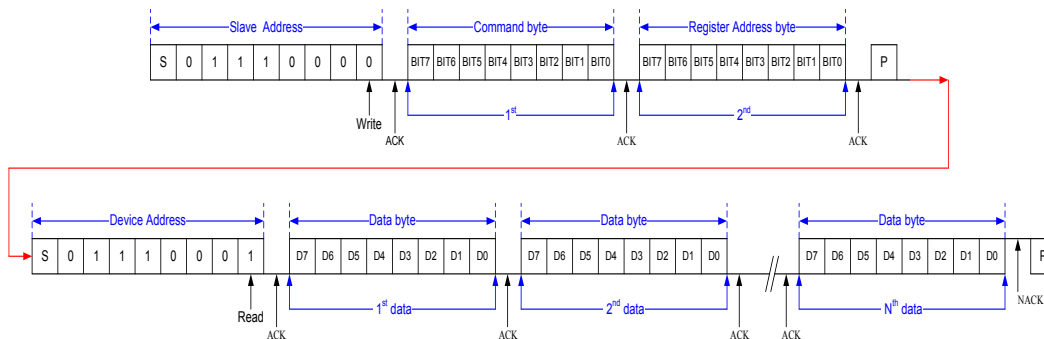 Slave Address Command byte Register Address byte
S 0 1 1 1 0 0 0 0 BIT7 BIT6 BIT5 BIT4 BIT3 BIT2 BIT1 BIT0 BIT7 BIT6 BIT5 BIT4 BIT3 BIT2 BIT1 BIT0 P
1st 2nd
Write ACK ACK ACK
Device Address Data byte Data byte Data byte
S 0 1 1 1 0 0 0 1 D7 D6 D5 D4 D3 D2 D1 D0 D7 D6 D5 D4 D3 D2 D1 D0 D7 D6 D5 D4 D3 D2 D1 D0
1st data 2nd data Nth data NACK
Read ACK ACK ACK ACK